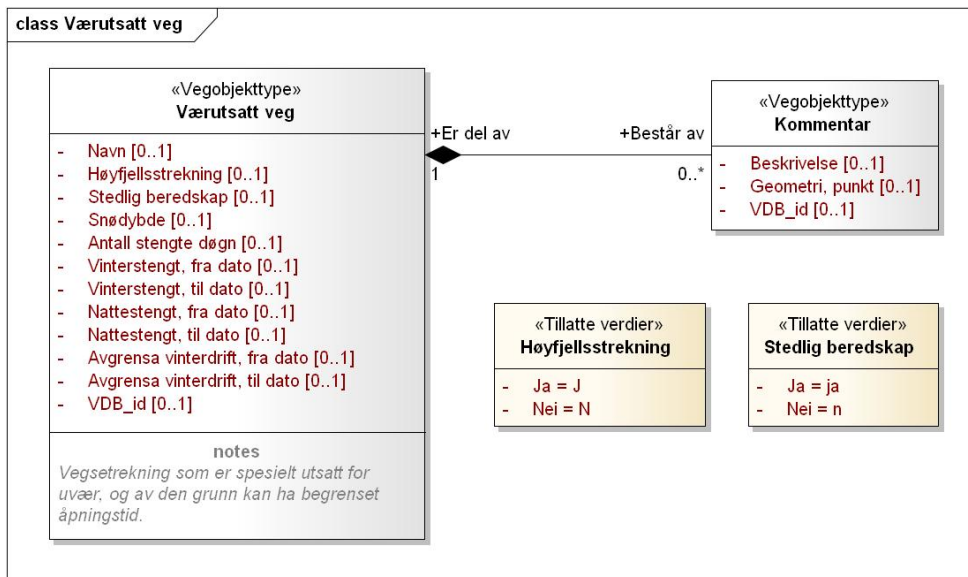 class Værutsatt veg
«Vegobjekttype»
Værutsatt veg
- Navn [0..1]
- Høyfjellsstrekning [0..1]
- Stedlig beredskap [0..1]
- Snødybde [0..1]
- Antall stengte døgn [0..1]
- Vinterstengt, fra dato [0..1]
- Vinterstengt, til dato [0..1]
- Nattestengt, fra dato [0..1]
- Nattestengt, til dato [0..1]
- Avgrensa vinterdrift, fra dato [0..1]
- Avgrensa vinterdrift, til dato [0..1]
- VDB_id [0..1]
notes
Vegsetrekning som er spesielt utsatt for
uvær, og av den grunn kan ha begrenset
åpningstid.
+Er del av
1
+Består av
0..*
«Vegobjekttype»
Kommentar
- Beskrivelse [0..1]
- Geometri, punkt [0..1]
- VDB_id [0..1]
«Tillatte verdier»
Høyfjellsstrekning
- Ja = J
- Nei = N
«Tillatte verdier»
Stedlig beredskap
- Ja = ja
- Nei = n